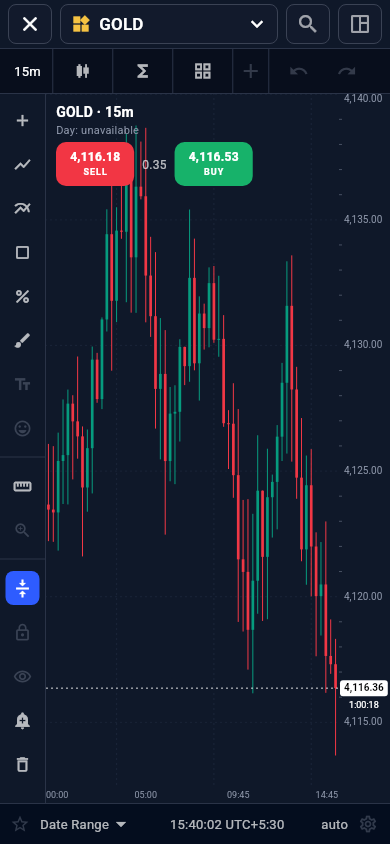 GOLD
15m
Σ
GOLD · 15m
Day: unavailable
4,116.18
SELL
0.35
4,116.53
BUY
4,140.00
4,135.00
4,130.00
4,125.00
4,120.00
4,116.36
1:00:18
4,115.00
Tт
00:00
05:00
09:45
14:45
Date Range
15:40:02 UTC+5:30
auto